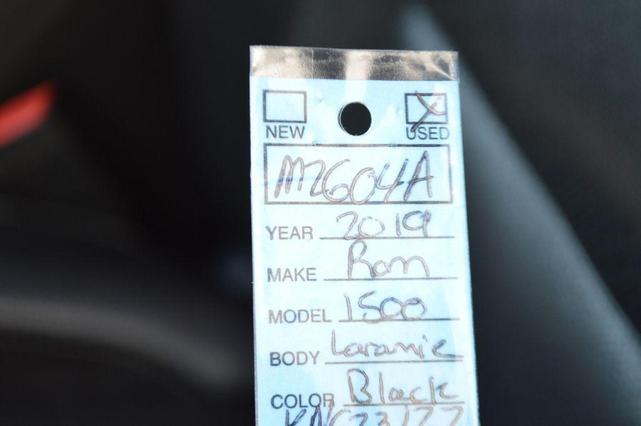 NEW USED
M2604A
YEAR 2019
MAKE Ram
MODEL 1500
BODY Laramie
COLOR Black